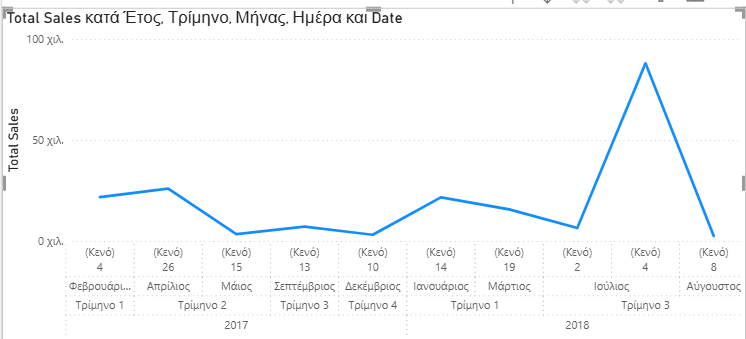 Total Sales κατά Έτος, Τρίμηνο, Μήνας, Ημέρα και Date
100 χιλ.
50 χιλ.
0 χιλ.
Total Sales
(Κενό) (Κενό) (Κενό) (Κενό) (Κενό) (Κενό) (Κενό) (Κενό) (Κενό) (Κενό)
4 26 15 13 10 14 19 2 4 8
Φεβρουάρι... Απρίλιος Μάιος Σεπτέμβριος Δεκέμβριος Ιανουάριος Μάρτιος Ιούλιος Αύγουστος
Τρίμηνο 1 Τρίμηνο 2 Τρίμηνο 3 Τρίμηνο 4 Τρίμηνο 1 Τρίμηνο 3
2017 2018